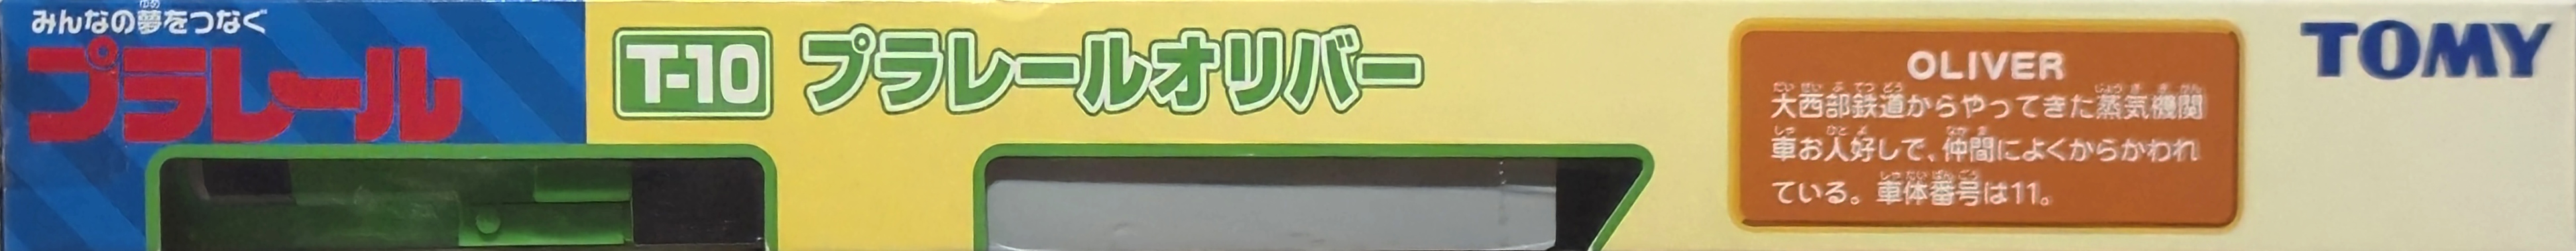 みんなの夢をつなぐ
プラレール
T-10 プラレールオリバー
OLIVER
大西部鉄道からやってきた蒸気機関
車お人好しで、仲間によくからかわれ
ている。車体番号は11。
TOMY